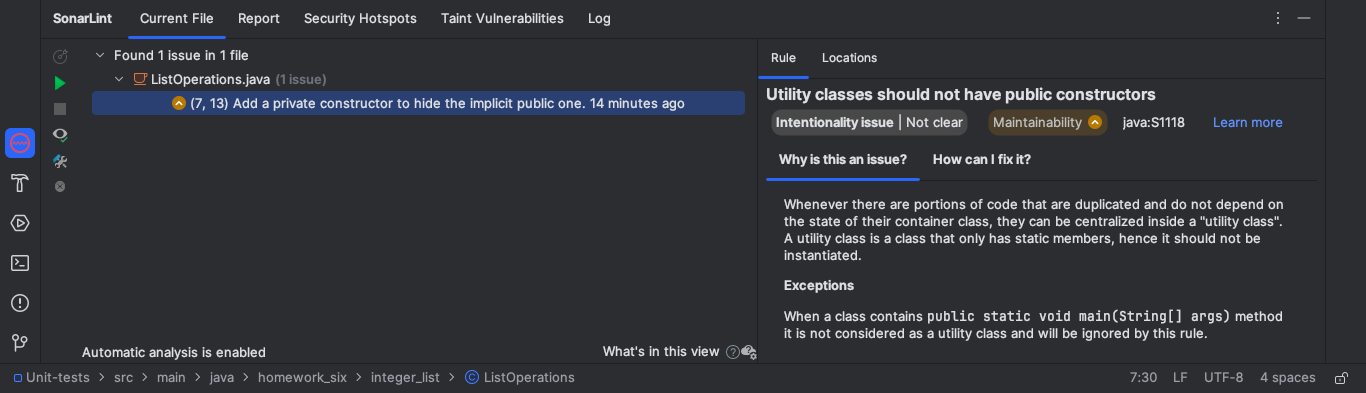 SonarLint Current File Report Security Hotspots Taint Vulnerabilities Log
Found 1 issue in 1 file
ListOperations.java (1 issue)
(7, 13) Add a private constructor to hide the implicit public one. 14 minutes ago
Automatic analysis is enabled
What's in this view ?
Rule Locations
Utility classes should not have public constructors
Intentionality issue | Not clear Maintainability java:S1118 Learn more
Why is this an issue? How can I fix it?
Whenever there are portions of code that are duplicated and do not depend on
the state of their container class, they can be centralized inside a "utility class".
A utility class is a class that only has static members, hence it should not be
instantiated.
Exceptions
When a class contains public static void main(String[] args) method
it is not considered as a utility class and will be ignored by this rule.
Unit-tests > src > main > java > homework_six > integer_list > ListOperations 7:30 LF UTF-8 4 spaces